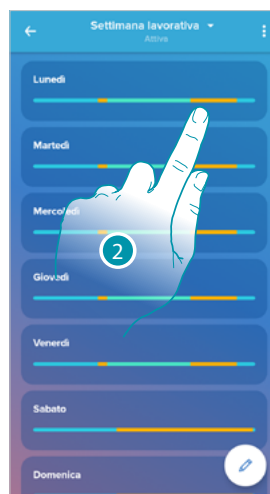 Settimana lavorativa
Attiva
Lunedì
Martedì
Mercoledì
2
Giovedì
Venerdì
Sabato
Domenica